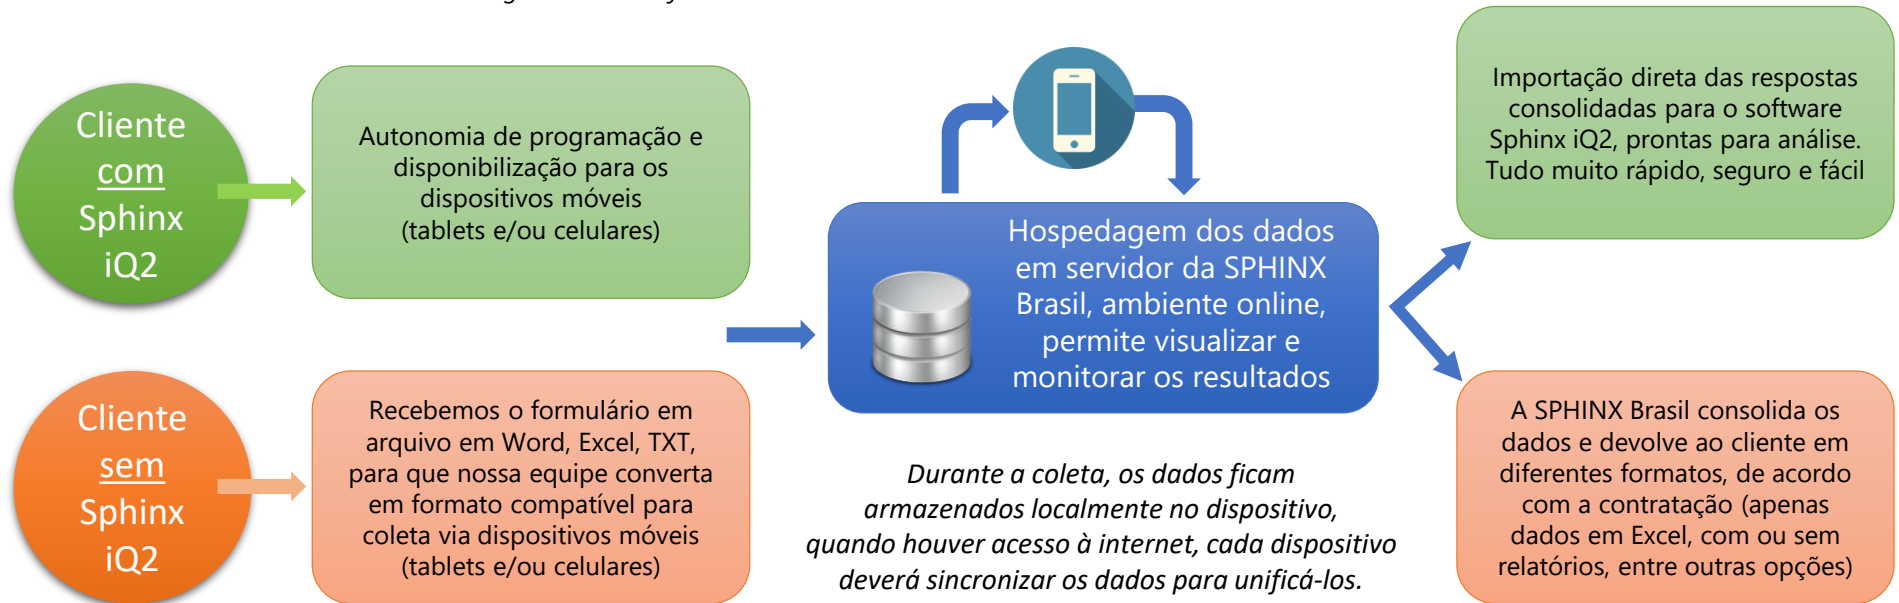 Cliente
com
Sphinx
iQ2
Autonomia de programação e
disponibilização para os
dispositivos móveis
(tablets e/ou celulares)
Cliente
sem
Sphinx
iQ2
Recebemos o formulário em
arquivo em Word, Excel, TXT,
para que nossa equipe converta
em formato compatível para
coleta via dispositivos móveis
(tablets e/ou celulares)
Hospedagem dos dados
em servidor da SPHINX
Brasil, ambiente online,
permite visualizar e
monitorar os resultados
Durante a coleta, os dados ficam
armazenados localmente no dispositivo,
quando houver acesso à internet, cada dispositivo
deverá sincronizar os dados para unificá-los.
Importação direta das respostas
consolidadas para o software
Sphinx iQ2, prontas para análise.
Tudo muito rápido, seguro e fácil
A SPHINX Brasil consolida os
dados e devolve ao cliente em
diferentes formatos, de acordo
com a contratação (apenas
dados em Excel, com ou sem
relatórios, entre outras opções)